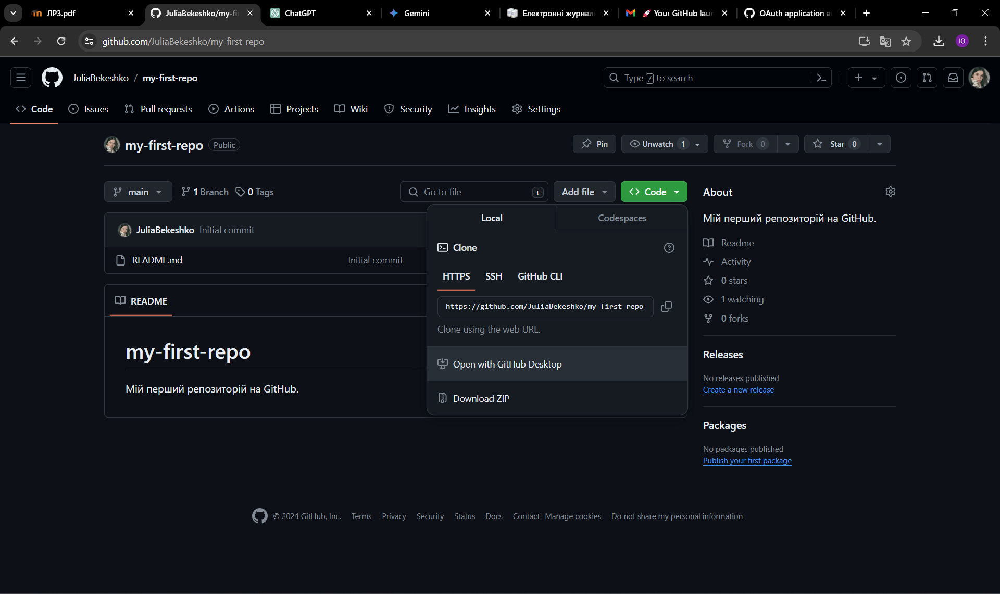 ЛР3.pdf
JuliaBekeshko/my-fi
ChatGPT
Gemini
Електронні журнал
🚀 Your GitHub lau
OAuth application a
github.com/JuliaBekeshko/my-first-repo
Ю
JuliaBekeshko / my-first-repo
Type / to search
Code
Issues
Pull requests
Actions
Projects
Wiki
Security
Insights
Settings
my-first-repo Public
Pin
Unwatch 1
Fork 0
Star 0
main
1 Branch
0 Tags
Go to file t
Add file
Code
JuliaBekeshko Initial commit
README.md Initial commit
README
my-first-repo
Мій перший репозиторій на GitHub.
Local
Codespaces
Clone
HTTPS
SSH
GitHub CLI
https://github.com/JuliaBekeshko/my-first-repo.
Clone using the web URL.
Open with GitHub Desktop
Download ZIP
About
Мій перший репозиторій на GitHub.
Readme
Activity
0 stars
1 watching
0 forks
Releases
No releases published
Create a new release
Packages
No packages published
Publish your first package
© 2024 GitHub, Inc. Terms Privacy Security Status Docs Contact Manage cookies Do not share my personal information